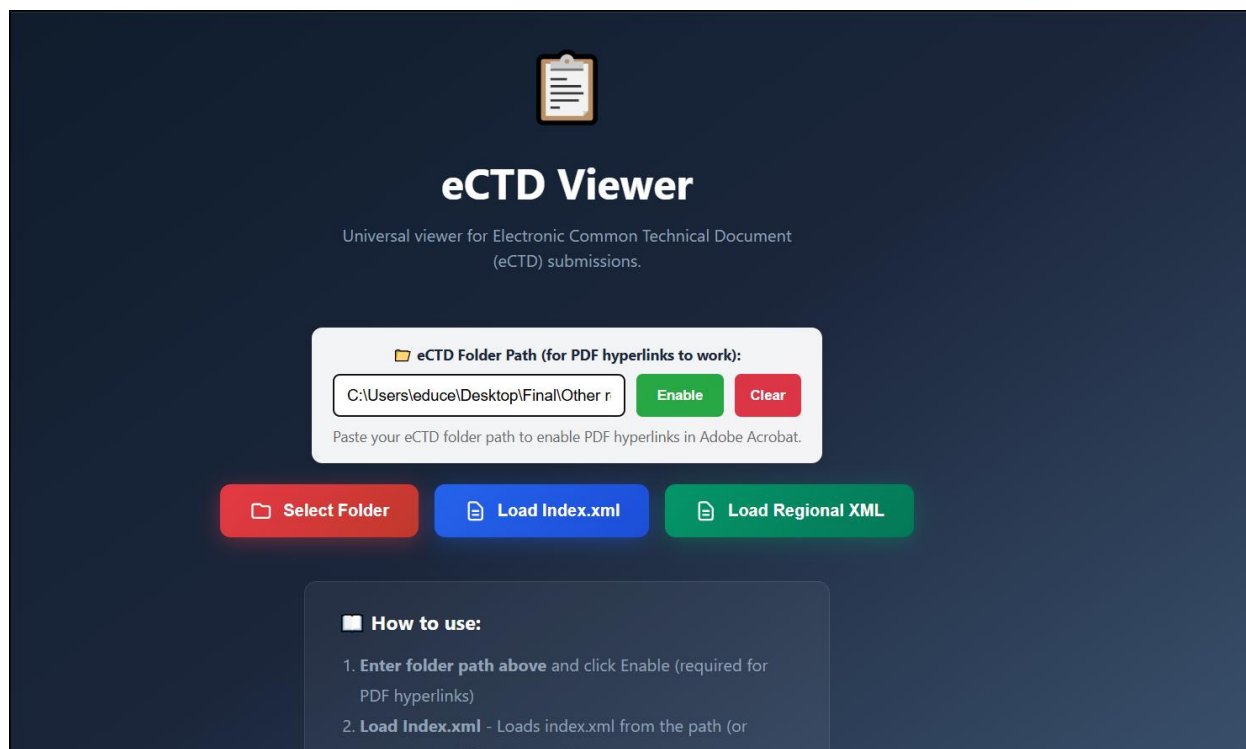 eCTD Viewer
Universal viewer for Electronic Common Technical Document
(eCTD) submissions.
eCTD Folder Path (for PDF hyperlinks to work):
C:\Users\educe\Desktop\Final\Other r
Enable
Clear
Paste your eCTD folder path to enable PDF hyperlinks in Adobe Acrobat.
Select Folder
Load Index.xml
Load Regional XML
How to use:
1. Enter folder path above and click Enable (required for
PDF hyperlinks)
2. Load Index.xml - Loads index.xml from the path (or